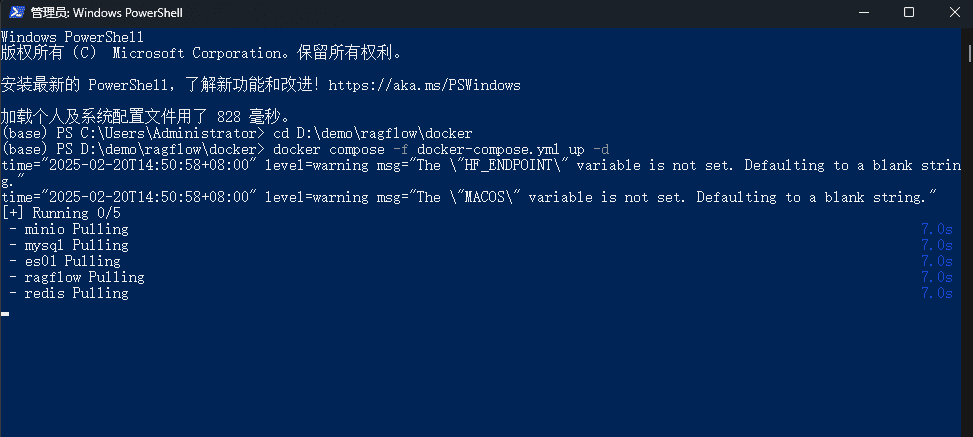 管理员: Windows PowerShell
Windows PowerShell
版权所有 (C) Microsoft Corporation。保留所有权利。
安装最新的 PowerShell，了解新功能和改进！https://aka.ms/PSWindows
加载个人及系统配置文件用了 828 毫秒。
(base) PS C:\Users\Administrator> cd D:\demo\ragflow\docker
(base) PS D:\demo\ragflow\docker> docker compose -f docker-compose.yml up -d
time="2025-02-20T14:50:58+08:00" level=warning msg="The \"HF_ENDPOINT\" variable is not set. Defaulting to a blank strin
g."
time="2025-02-20T14:50:58+08:00" level=warning msg="The \"MACOS\" variable is not set. Defaulting to a blank string."
[+] Running 0/5
- minio Pulling 7.0s
- mysql Pulling 7.0s
- es01 Pulling 7.0s
- ragflow Pulling 7.0s
- redis Pulling 7.0s